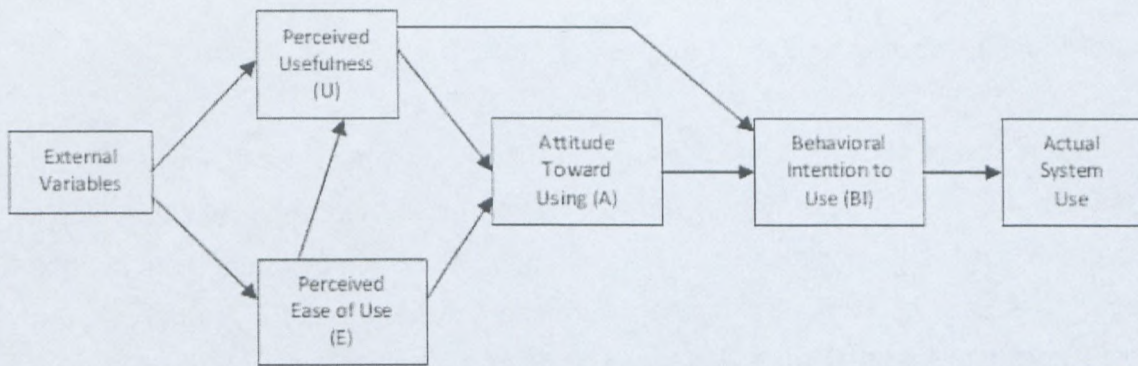 Perceived
Usefulness
(U)
External
Variables
Attitude
Toward
Using (A)
Behavioral
Intention to
Use (BI)
Actual
System
Use
Perceived
Ease of Use
(E)